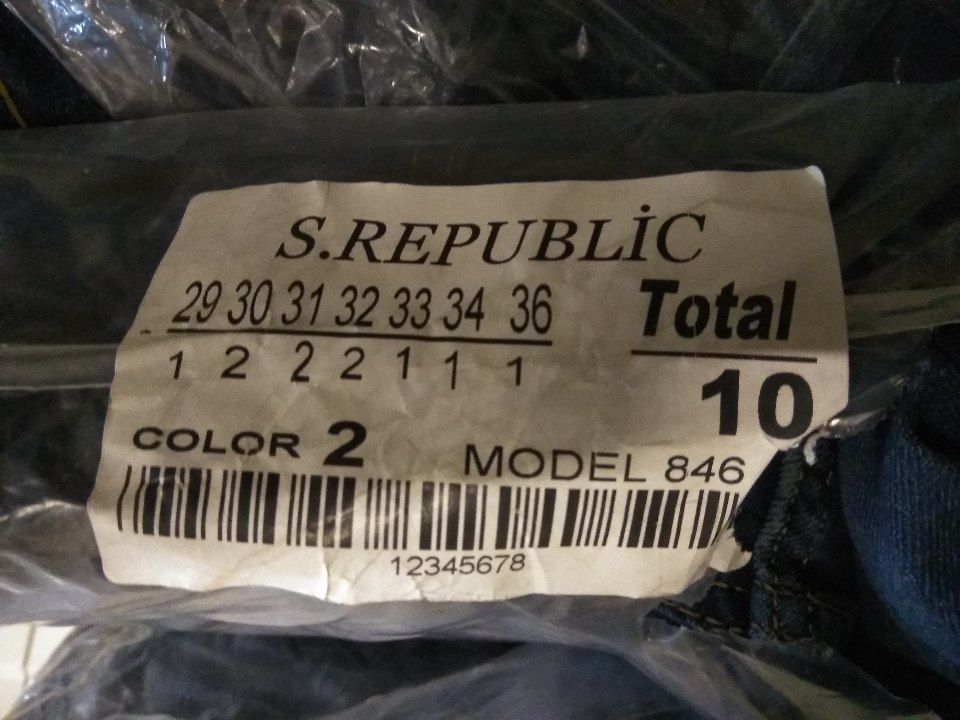 S.REPUBLİC
29 30 31 32 33 34 36 Total
1 2 2 2 1 1 1 10
COLOR 2 MODEL 846
12345678